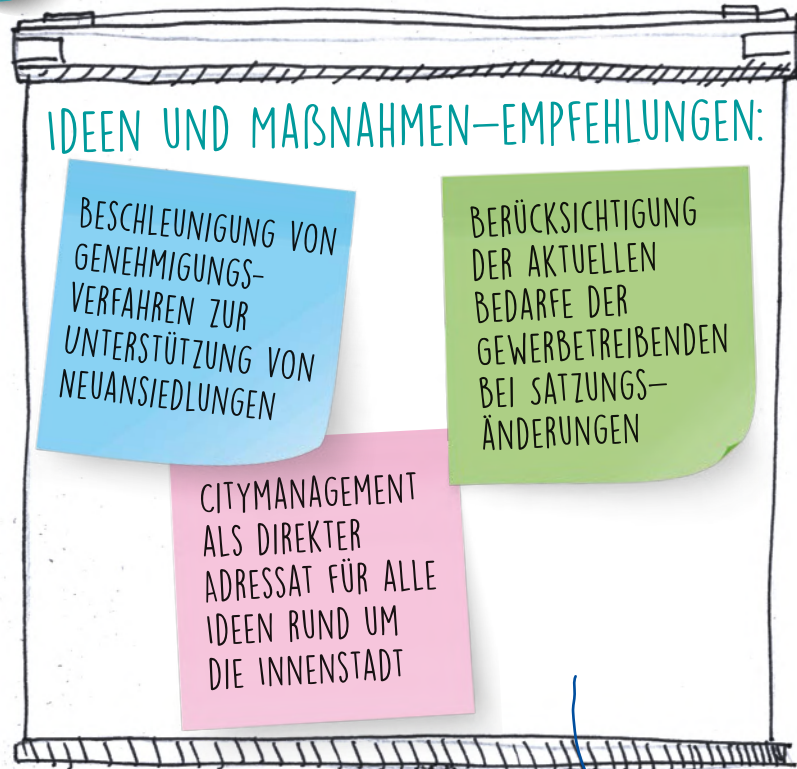 IDEEN UND MAßNAHMEN–EMPFEHLUNGEN:
BESCHLEUNIGUNG VON
GENEHMIGUNGS-
VERFAHREN ZUR
UNTERSTÜTZUNG VON
NEUANSIEDLUNGEN
BERÜCKSICHTIGUNG
DER AKTUELLEN
BEDARFE DER
GEWERBETREIBENDEN
BEI SATZUNGS–
ÄNDERUNGEN
CITYMANAGEMENT
ALS DIREKTER
ADRESSAT FÜR ALLE
IDEEN RUND UM
DIE INNENSTADT